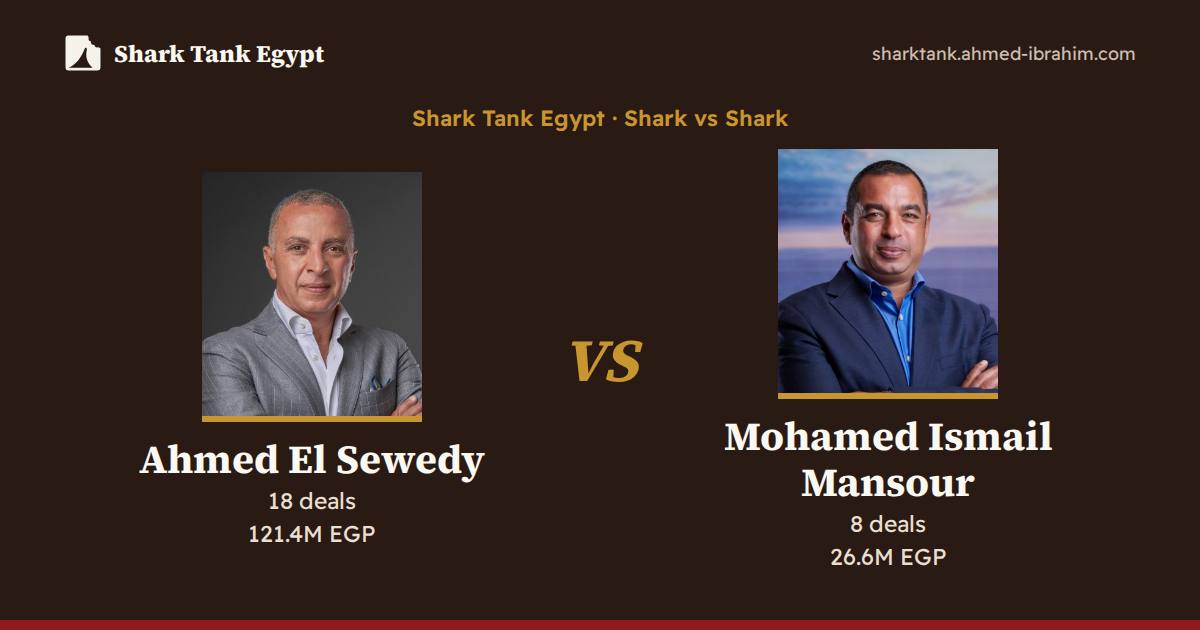 Shark Tank Egypt
sharktank.ahmed-ibrahim.com
Shark Tank Egypt · Shark vs Shark
Ahmed El Sewedy
18 deals
121.4M EGP
VS
Mohamed Ismail
Mansour
8 deals
26.6M EGP